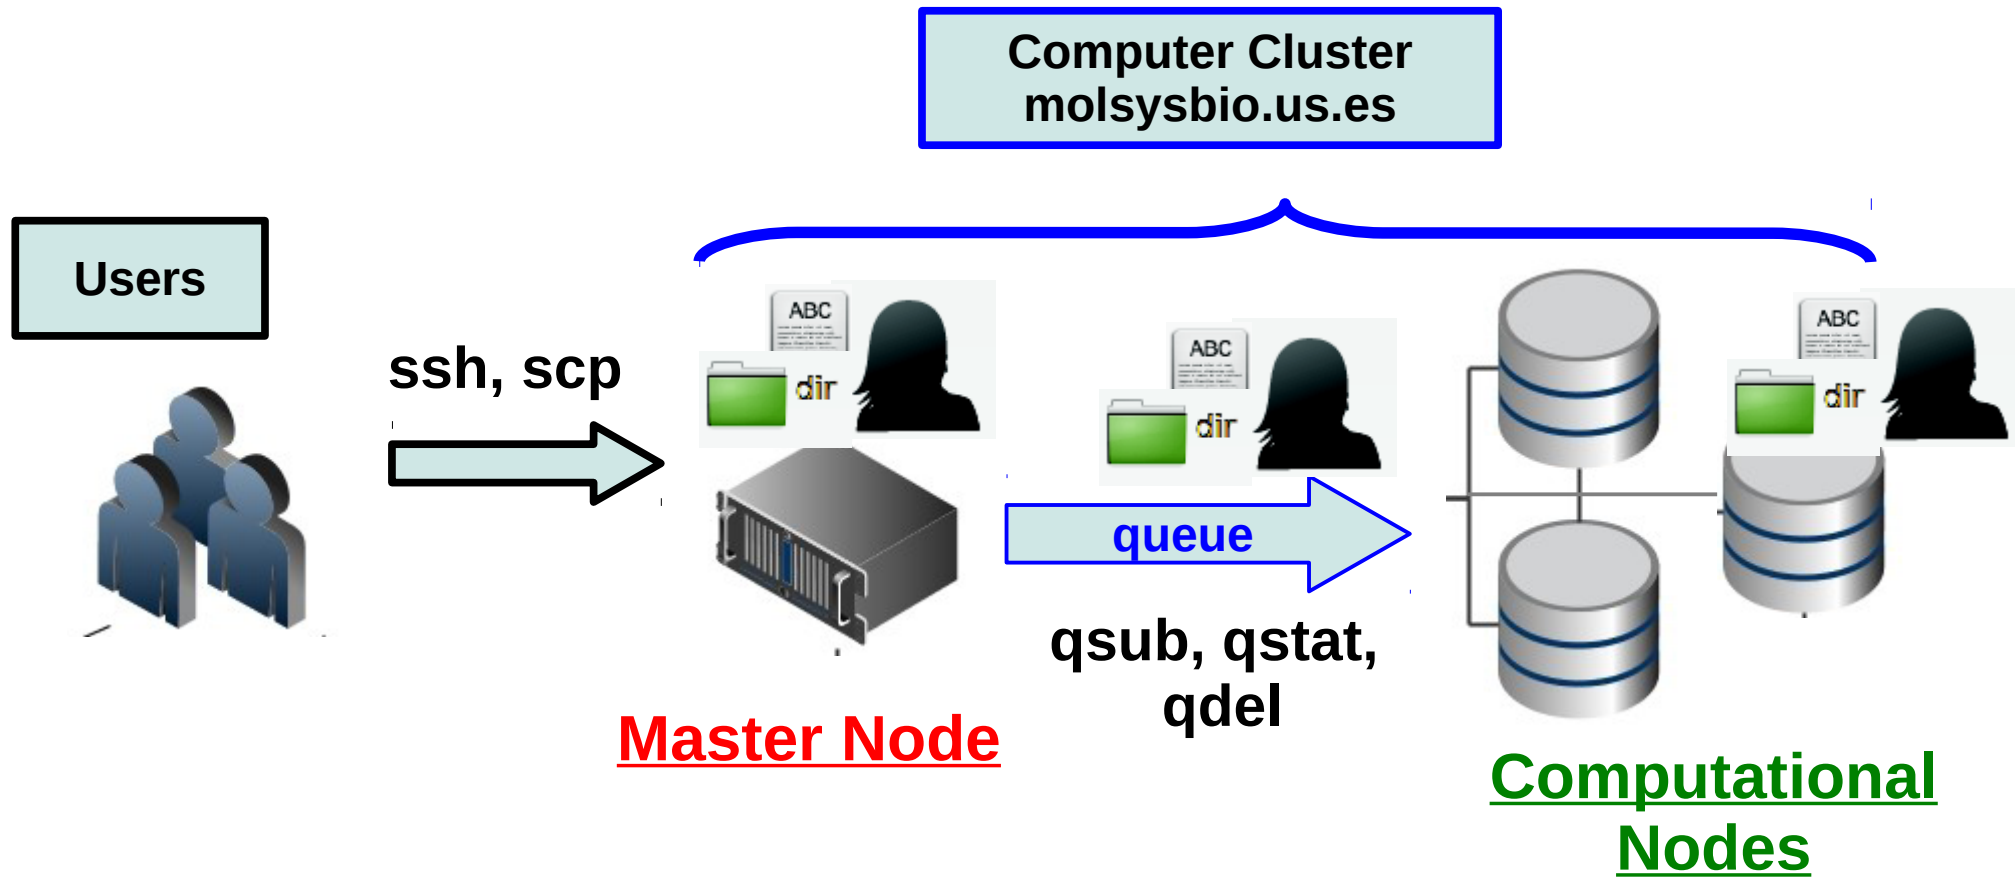 Computer Cluster
molsysbio.us.es
Users
ssh, scp
ABC
dir
ABC
dir
ABC
dir
queue
qsub, qstat,
qdel
Master Node
Computational
Nodes